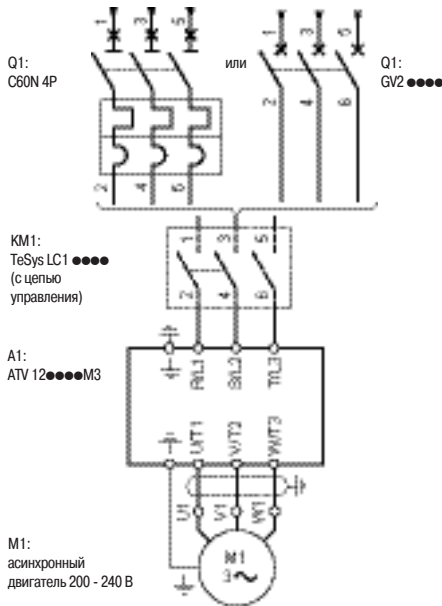 1 3 5
1 3 5
Q1:
C60N 4P
или
Q1:
GV2 ●●●●
2 4 6
2 4 6
KM1:
TeSys LC1 ●●●●
(с цепью
управления)
1 3 5
2 4 6
A1:
ATV 12●●●●M3
R/L1 S/L2 T/L3
U/T1 V/T2 W/T3
U1 V1 W1
M1:
асинхронный
двигатель 200 - 240 В
M1
3~